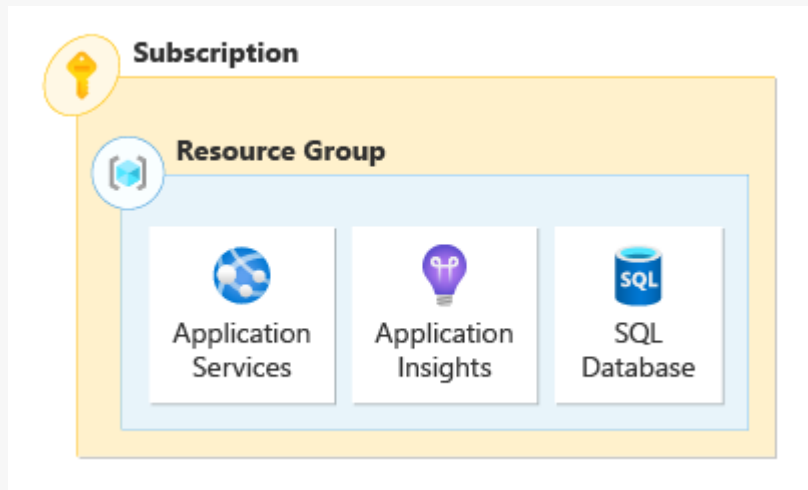 Subscription
Resource Group
Application
Services
Application
Insights
SQL
SQL
Database